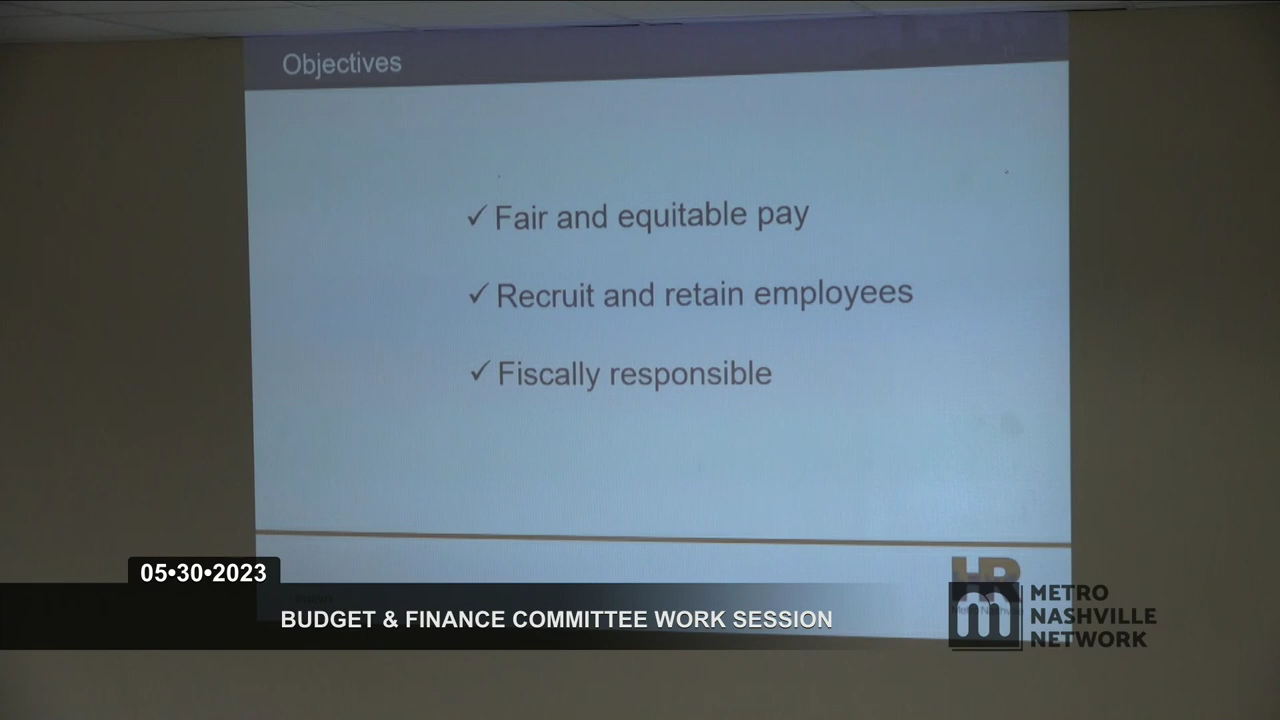 Objectives
✓ Fair and equitable pay
✓ Recruit and retain employees
✓ Fiscally responsible
HR
05•30•2023
BUDGET & FINANCE COMMITTEE WORK SESSION
METRO
NASHVILLE
NETWORK